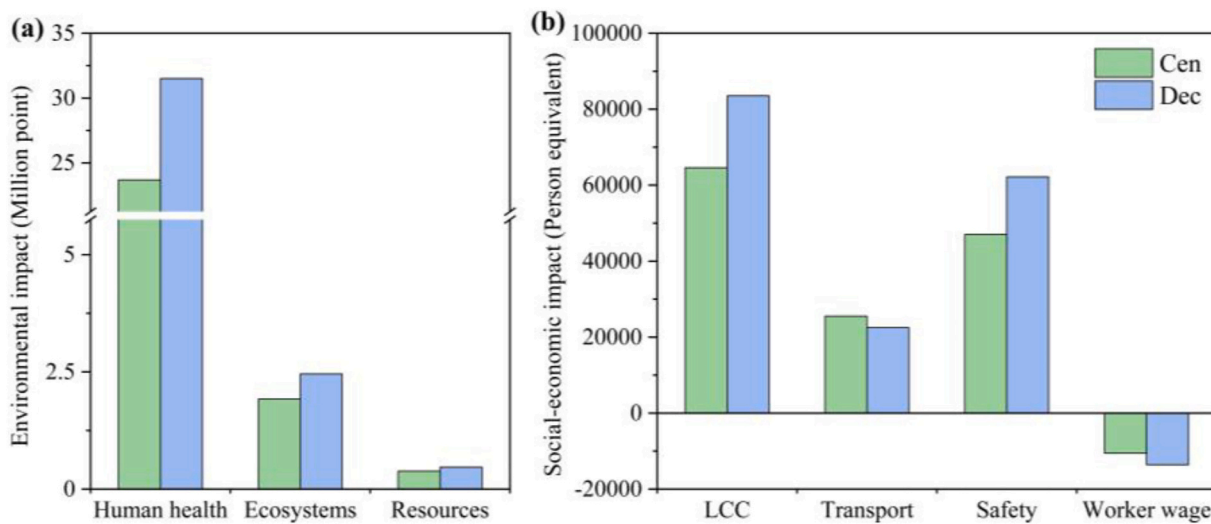 (a)
Environmental impact (Million point)
35
30
25
5
2.5
0
Human health Ecosystems Resources
(b)
Social-economic impact (Person equivalent)
100000
80000
60000
40000
20000
0
-20000
Cen
Dec
LCC Transport Safety Worker wage